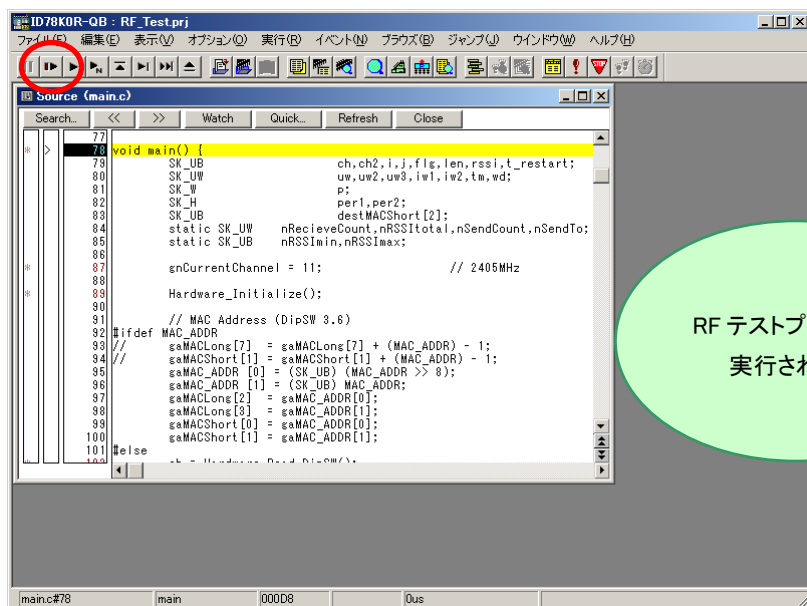 ID78K0R-QB : RF_Test.prj
ファイル(F) 編集(E) 表示(V) オプション(O) 実行(R) イベント(N) ブラウズ(B) ジャンプ(J) ウインドウ(W) ヘルプ(H)
Source (main.c)
Search... << >> Watch Quick... Refresh Close
77
78 void main() {
79 SK_UB ch,ch2,i,j,flg,len,rssi,t_restart;
80 SK_UW uw,uw2,uw3,iw1,iw2,tm,wd;
81 SK_W p;
82 SK_H per1,per2;
83 SK_UB destMACShort[2];
84 static SK_UW nRecieveCount,nRSSItotal,nSendCount,nSendTo;
85 static SK_UB nRSSImin,nRSSImax;
86
87 gnCurrentChannel = 11; // 2405MHz
88
89 Hardware_Initialize();
90
91 // MAC Address (DipSW 3.6)
92 #ifdef MAC_ADDR
93 // gaMACLong[7] = gaMACLong[7] + (MAC_ADDR) - 1;
94 // gaMACShort[1] = gaMACShort[1] + (MAC_ADDR) - 1;
95 gaMAC_ADDR [0] = (SK_UB) (MAC_ADDR >> 8);
96 gaMAC_ADDR [1] = (SK_UB) MAC_ADDR;
97 gaMACLong[2] = gaMAC_ADDR[0];
98 gaMACLong[3] = gaMAC_ADDR[1];
99 gaMACShort[0] = gaMAC_ADDR[0];
100 gaMACShort[1] = gaMAC_ADDR[1];
101 #else
RF テストプ
実行され
main.c#78 main 000D8 0us